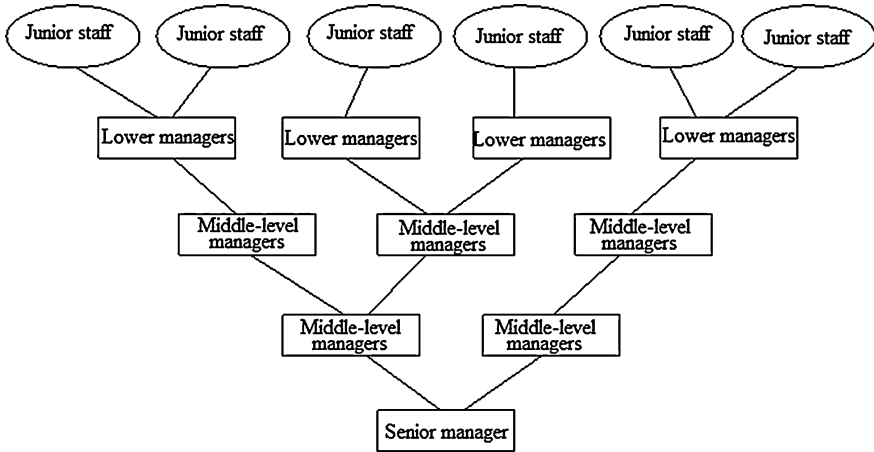 Junior staff
Junior staff
Junior staff
Junior staff
Junior staff
Junior staff
Lower managers
Lower managers
Lower managers
Lower managers
Middle-level
managers
Middle-level
managers
Middle-level
managers
Middle-level
managers
Middle-level
managers
Senior manager